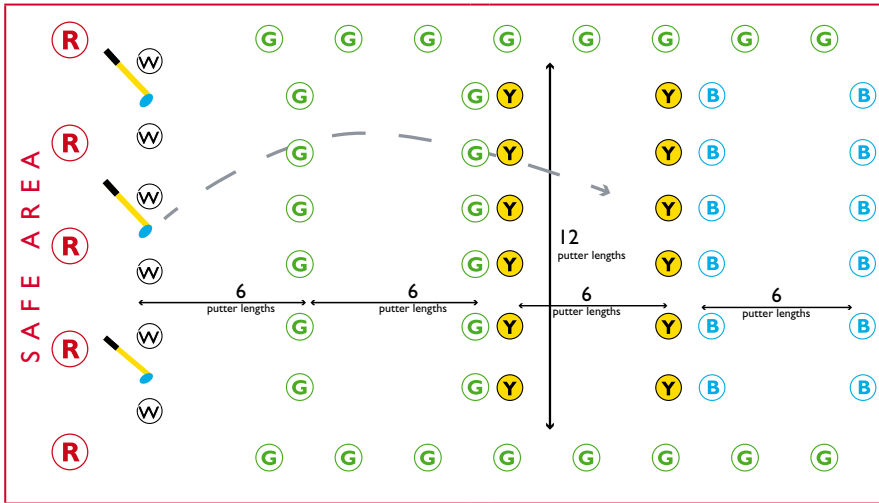 SAFE AREA
R G G G G G G G G
W
G G Y Y B B
R W
G G Y Y B B
W
G G Y Y B B
R
12
putter lengths
G G Y Y B B
W
6 6 6 6
putter lengths putter lengths putter lengths putter lengths
G G Y Y B B
W
R
G G Y Y B B
W
R G G G G G G G G